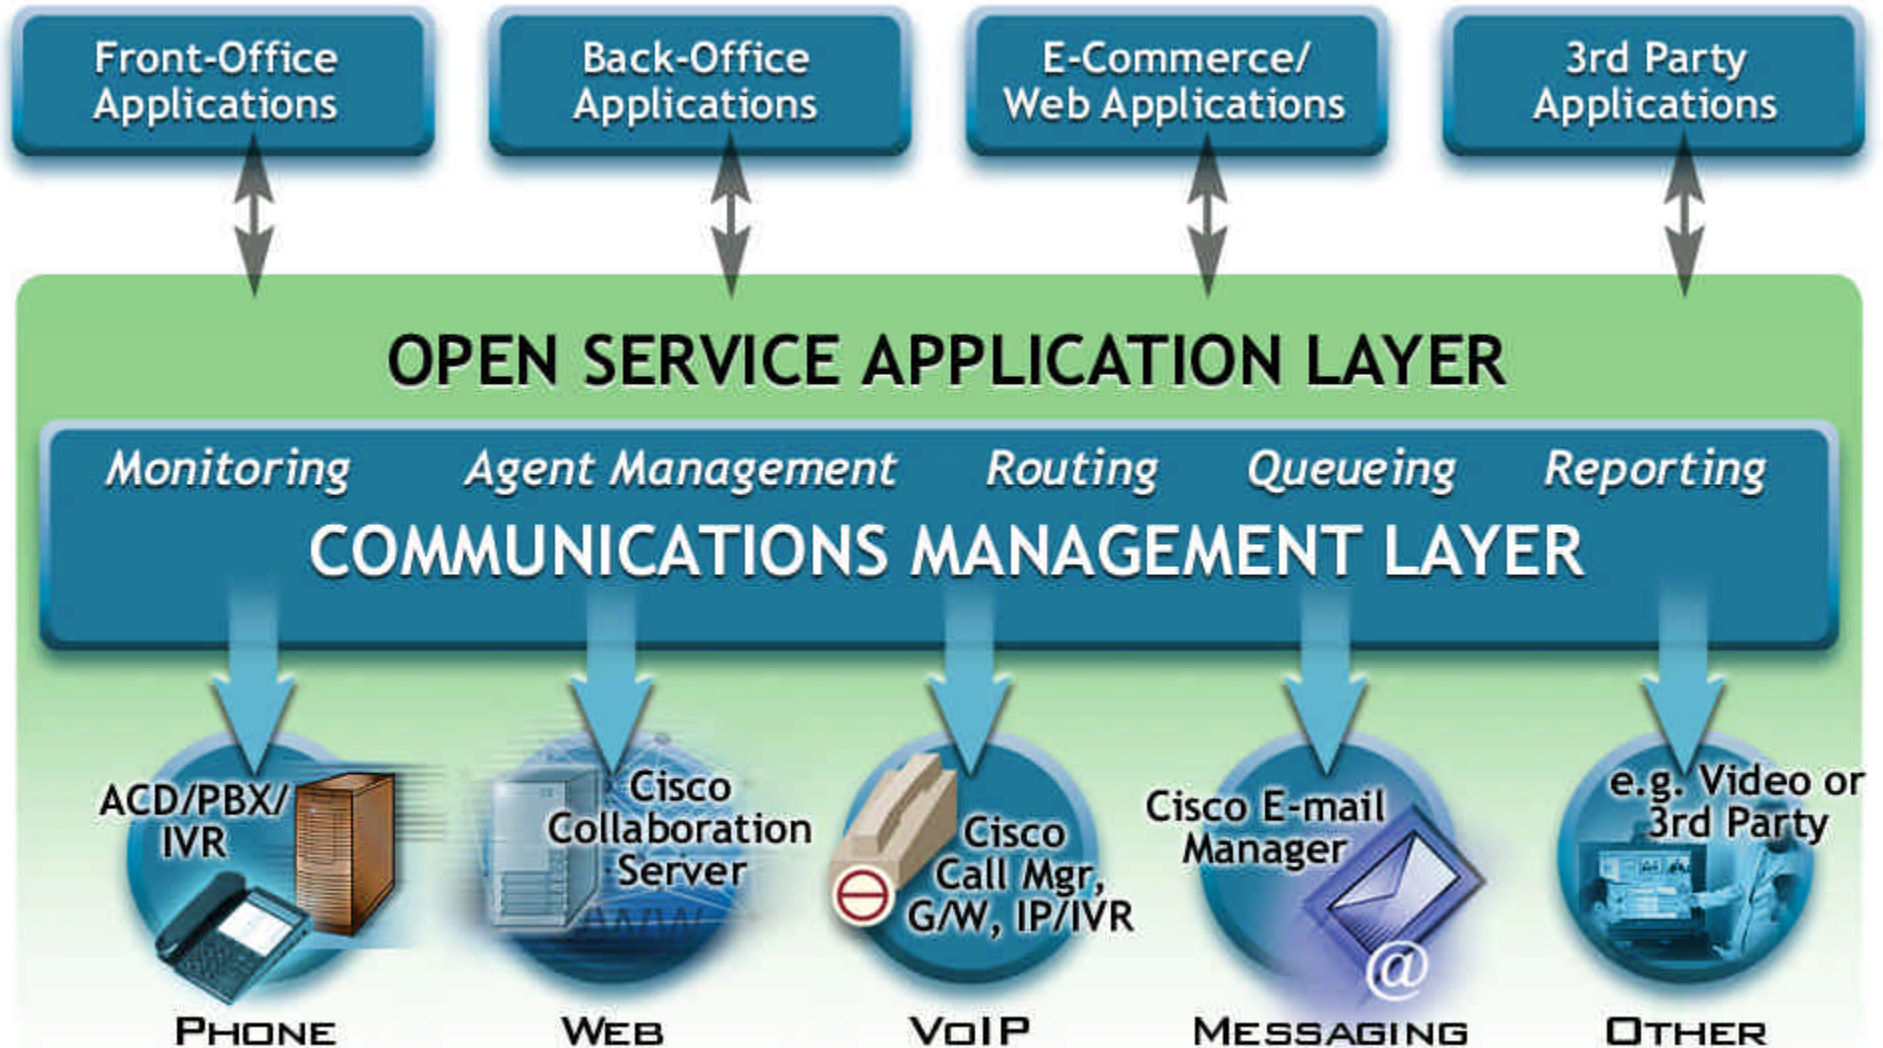 Front-Office
Applications
Back-Office
Applications
E-Commerce/
Web Applications
3rd Party
Applications
OPEN SERVICE APPLICATION LAYER
Monitoring Agent Management Routing Queueing Reporting
COMMUNICATIONS MANAGEMENT LAYER
ACD/PBX/
IVR
Cisco
Collaboration
Server
WWW
Cisco
Call Mgr,
G/W, IP/IVR
Cisco E-mail
Manager
@
e.g. Video or
3rd Party
PHONE WEB VOIP MESSAGING OTHER